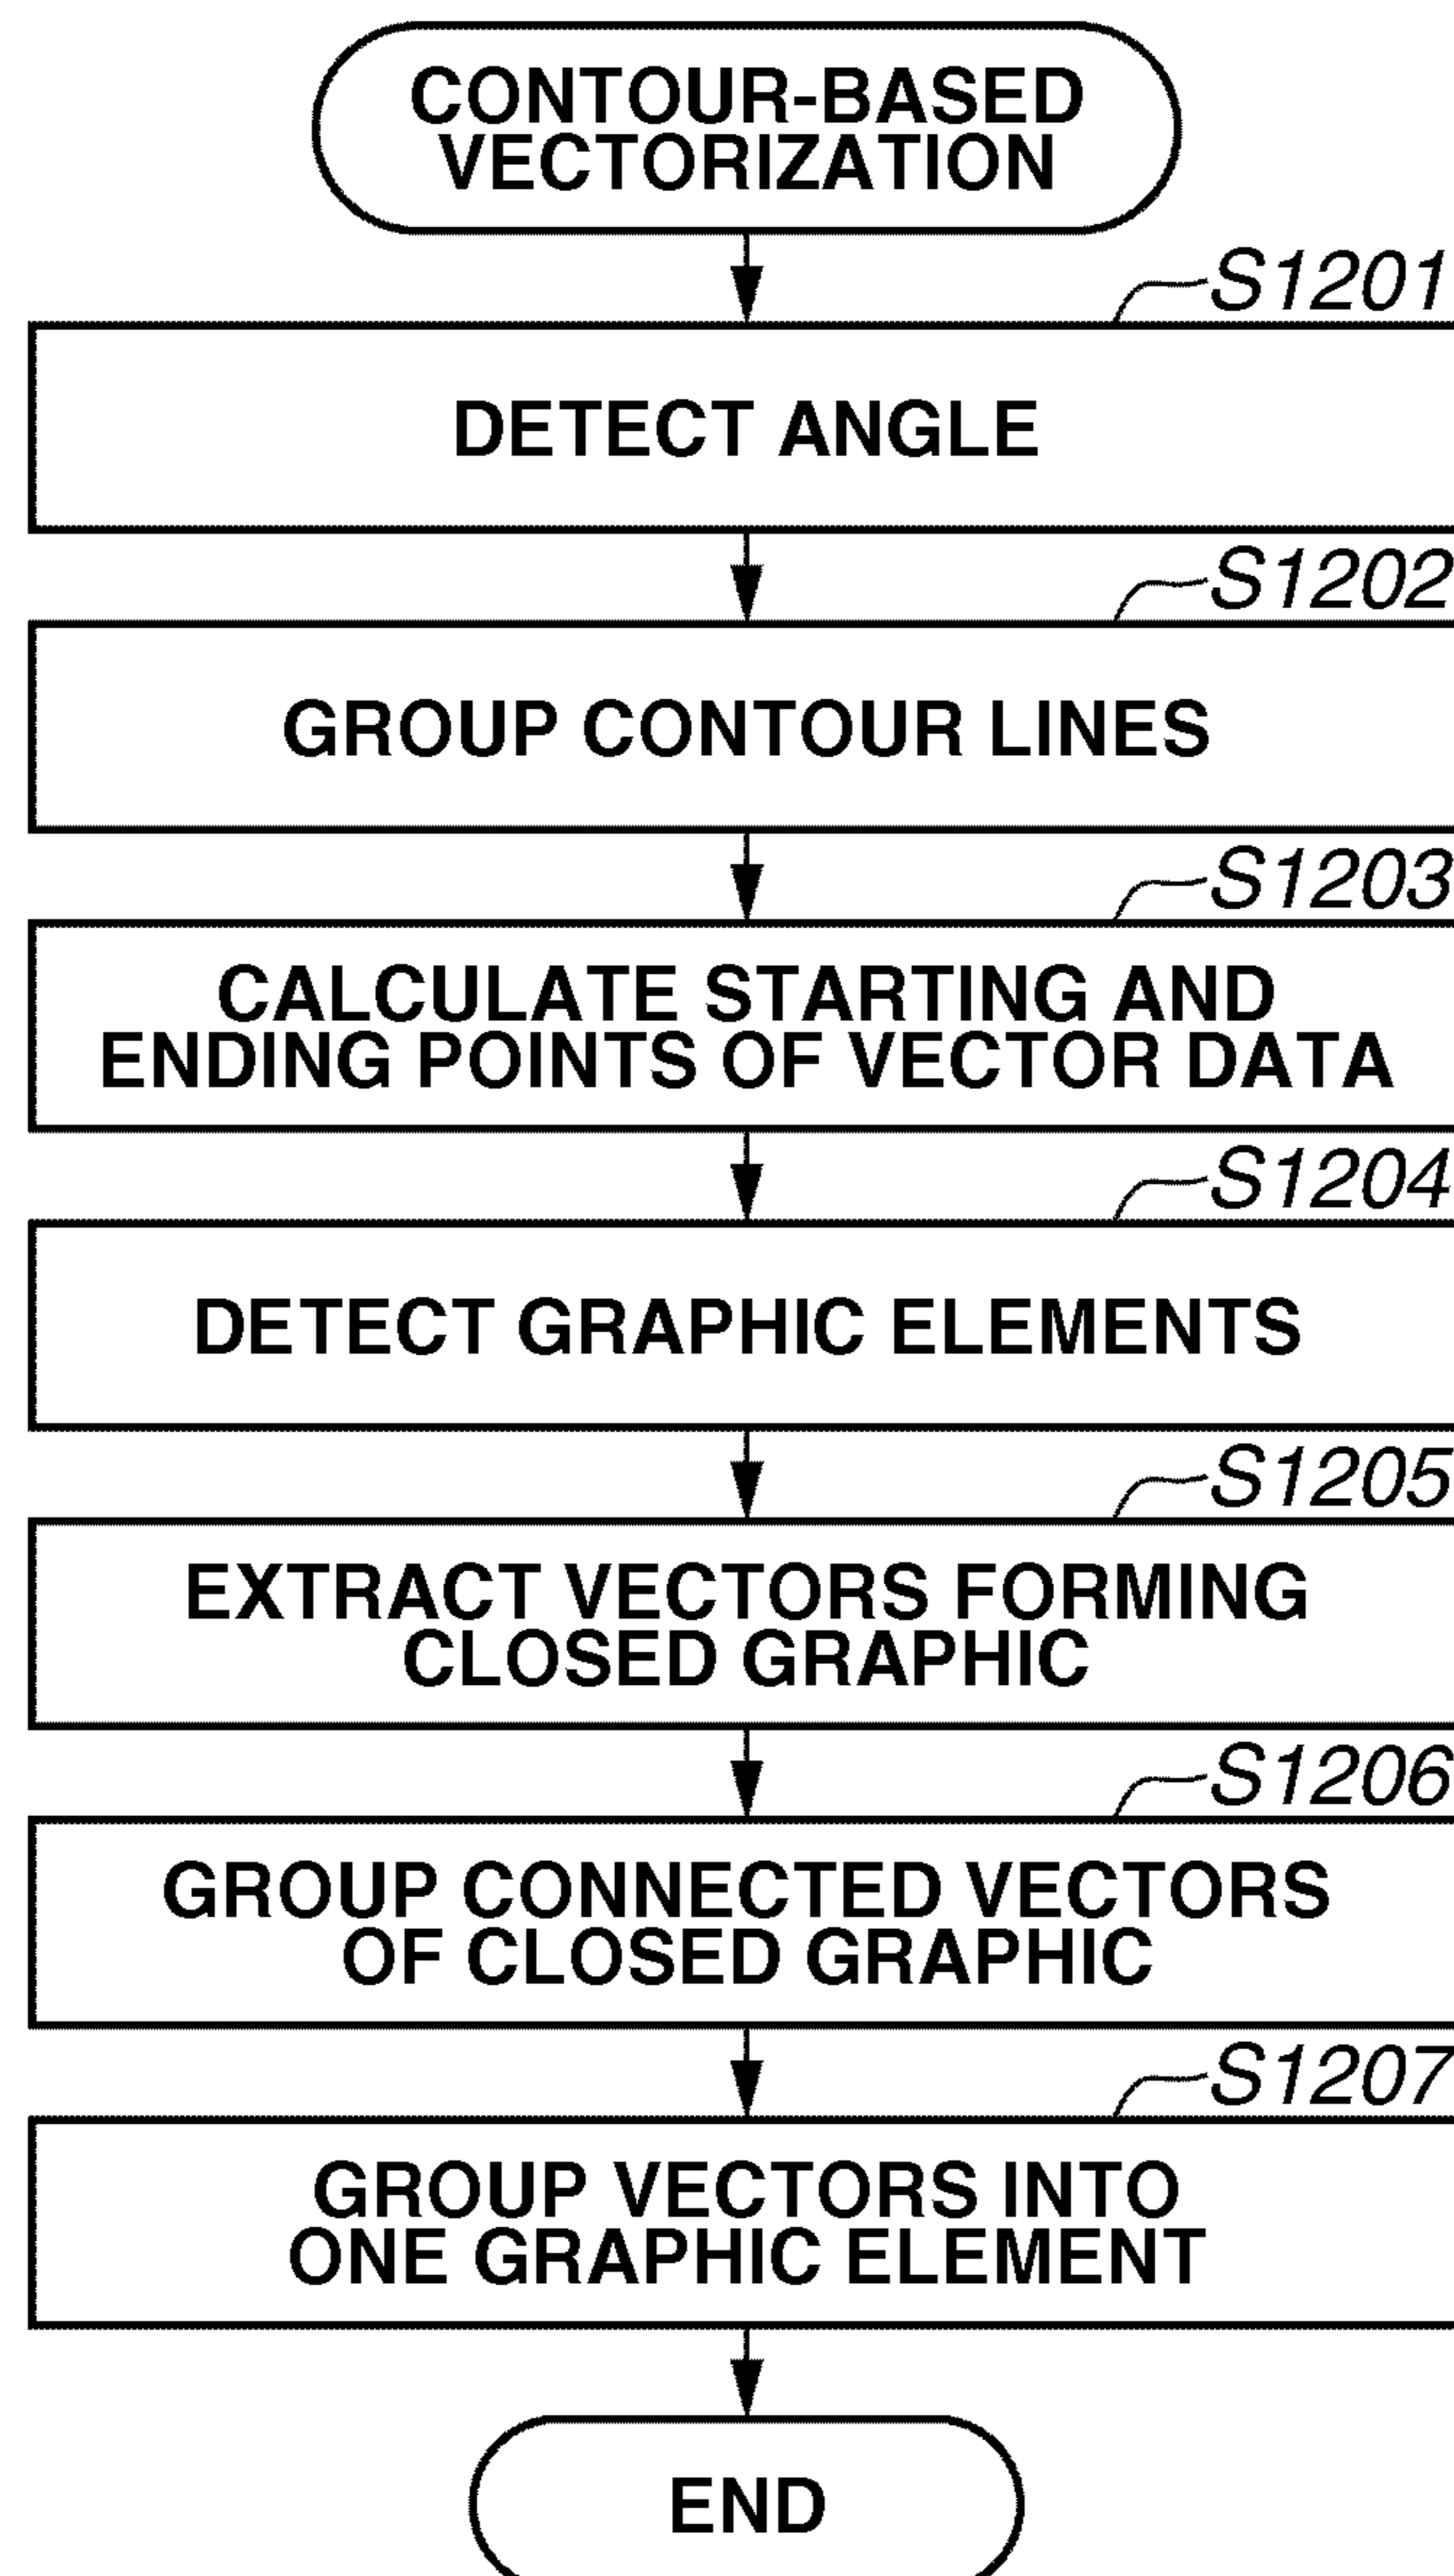 CONTOUR-BASED
VECTORIZATION
S1201
DETECT ANGLE
S1202
GROUP CONTOUR LINES
S1203
CALCULATE STARTING AND
ENDING POINTS OF VECTOR DATA
S1204
DETECT GRAPHIC ELEMENTS
S1205
EXTRACT VECTORS FORMING
CLOSED GRAPHIC
S1206
GROUP CONNECTED VECTORS
OF CLOSED GRAPHIC
S1207
GROUP VECTORS INTO
ONE GRAPHIC ELEMENT
END